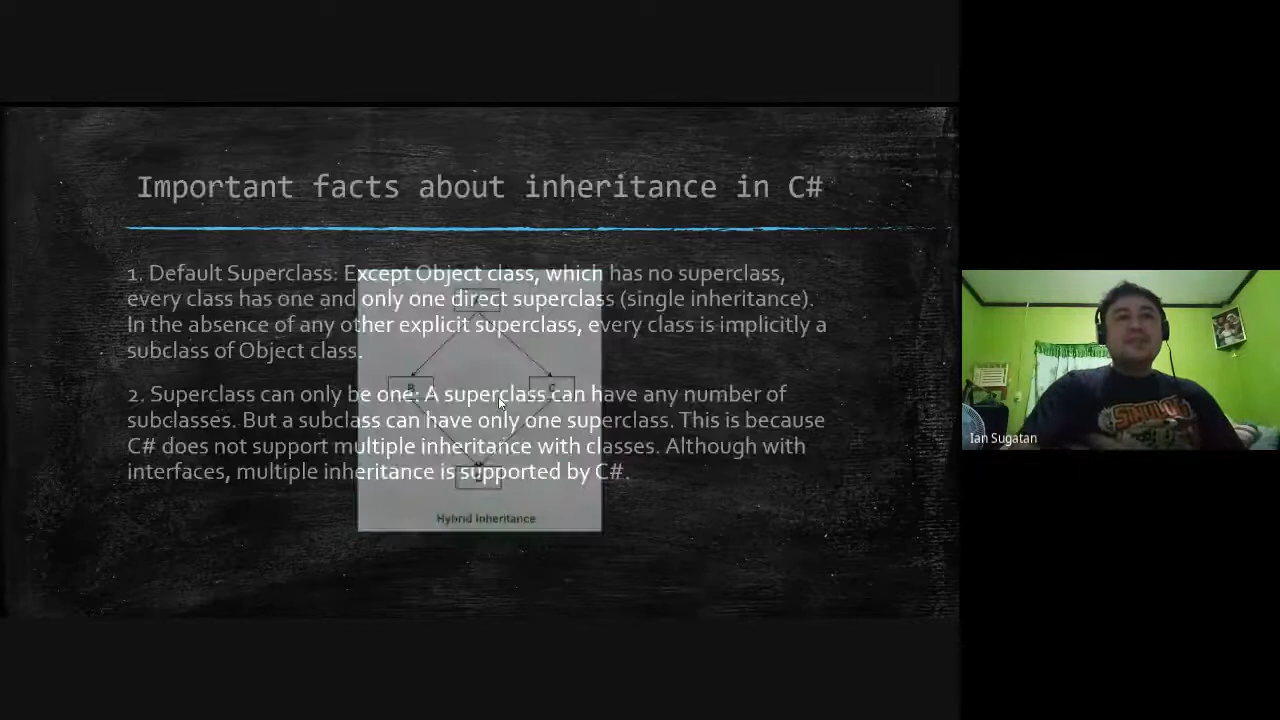 Important facts about inheritance in C#
1. Default Superclass: Except Object class, which has no superclass,
every class has one and only one direct superclass (single inheritance).
In the absence of any other explicit superclass, every class is implicitly a
subclass of Object class.
2. Superclass can only be one: A superclass can have any number of
subclasses. But a subclass can have only one superclass. This is because
C# does not support multiple inheritance with classes. Although with
interfaces, multiple inheritance is supported by C#.
B
C
Hybrid Inheritance
Ian Sugatan